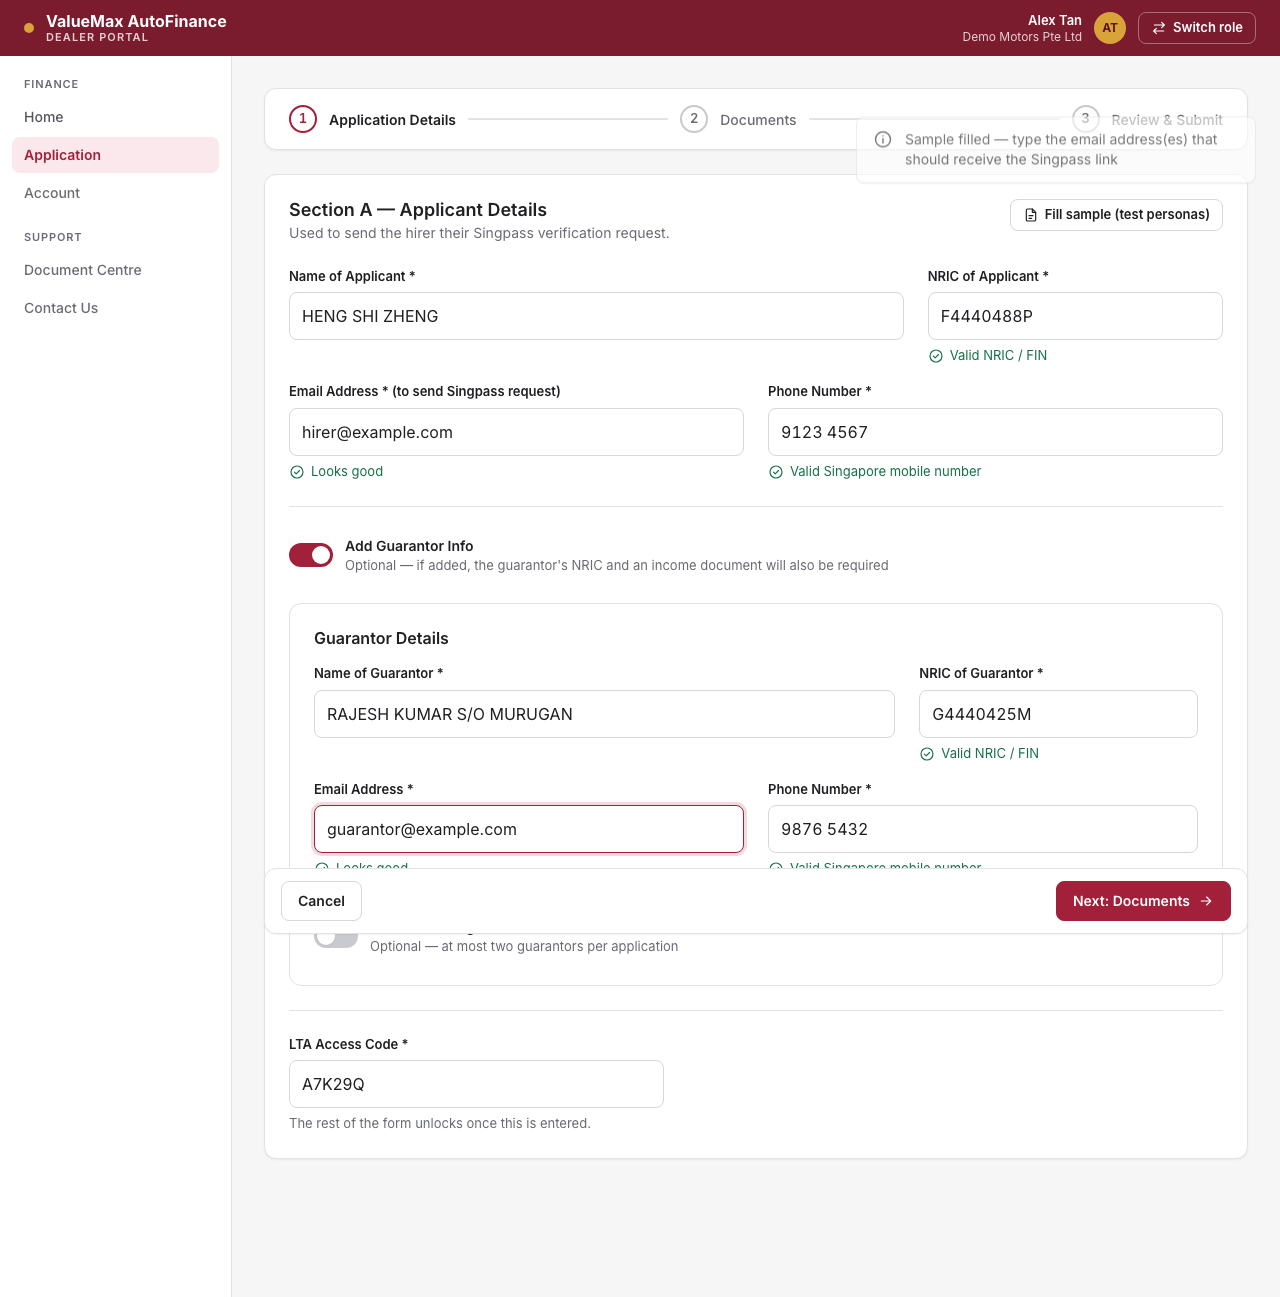 ValueMax AutoFinance
DEALER PORTAL
Alex Tan
Demo Motors Pte Ltd
AT
Switch role
FINANCE
Home
Application
Account
SUPPORT
Document Centre
Contact Us
1 Application Details
2 Documents
3 Review & Submit
Sample filled — type the email address(es) that
should receive the Singpass link
Section A — Applicant Details
Used to send the hirer their Singpass verification request.
Fill sample (test personas)
Name of Applicant *
NRIC of Applicant *
HENG SHI ZHENG
F4440488P
Valid NRIC / FIN
Email Address * (to send Singpass request)
Phone Number *
hirer@example.com
9123 4567
Looks good
Valid Singapore mobile number
Add Guarantor Info
Optional — if added, the guarantor's NRIC and an income document will also be required
Guarantor Details
Name of Guarantor *
NRIC of Guarantor *
RAJESH KUMAR S/O MURUGAN
G4440425M
Valid NRIC / FIN
Email Address *
Phone Number *
guarantor@example.com
9876 5432
Looks good
Valid Singapore mobile number
Cancel
Next: Documents
Optional — at most two guarantors per application
LTA Access Code *
A7K29Q
The rest of the form unlocks once this is entered.